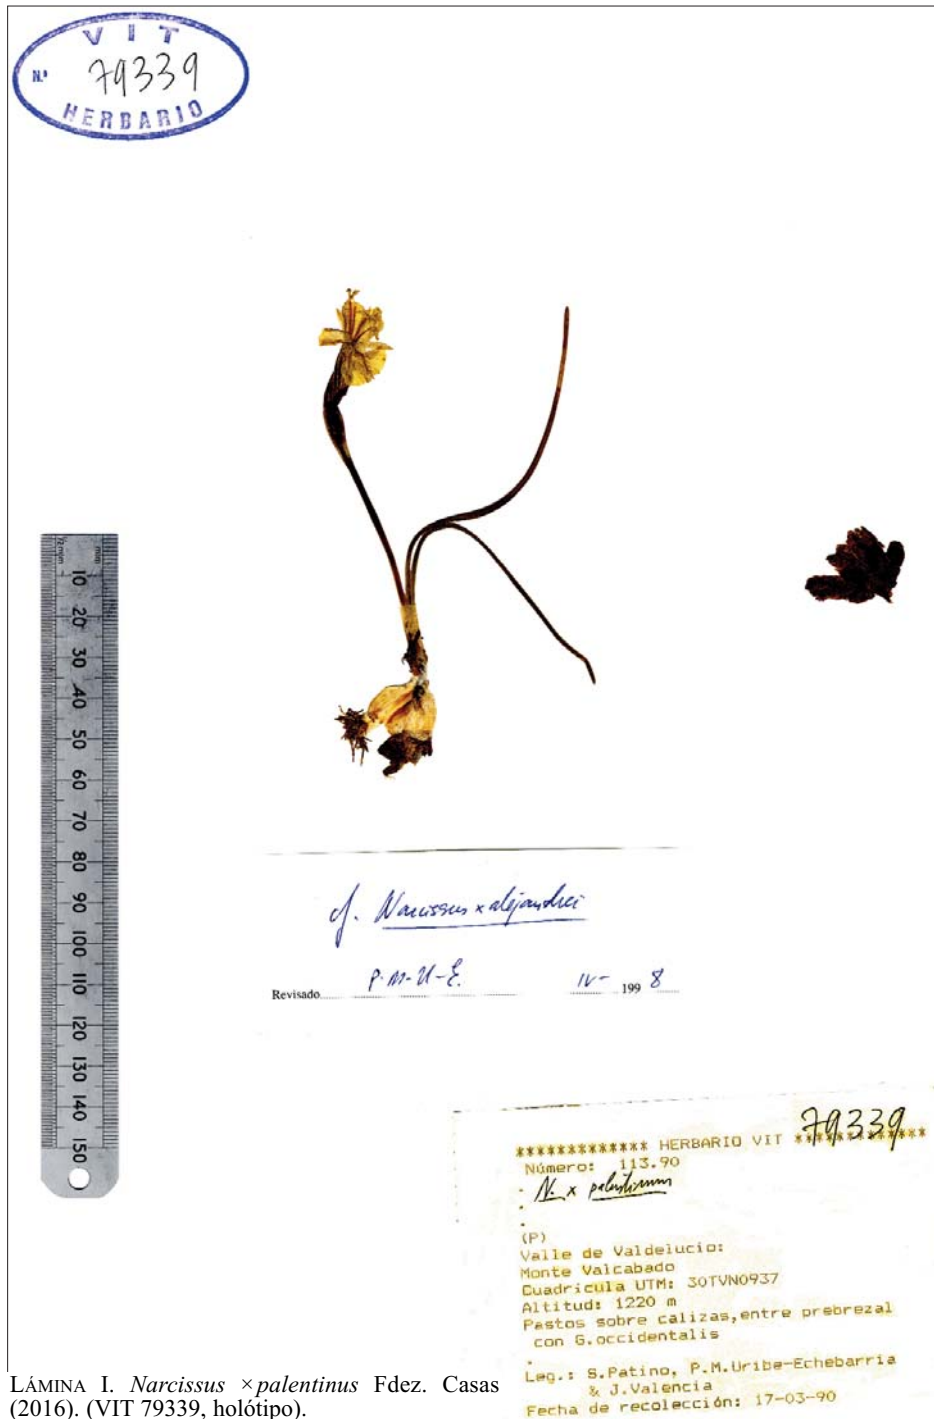 VIT
N.º 79339
HERBARIO
½mm mm
10
20
30
40
50
60
70
80
90
100
110
120
130
140
150
cf. Narcissus x alejandrei
Revisado P.M-U-E. IV- 1998
79339
************* HERBARIO VIT *************
Número: 113.90
. N. x palentinus
.
.
(P)
Valle de Valdelucio:
Monte Valcabado
Cuadricula UTM: 30TVN0937
Altitud: 1220 m
Pastos sobre calizas,entre prebrezal
con G.occidentalis
.
Leg.: S.Patino, P.M.Uribe-Echebarria
& J.Valencia
Fecha de recolección: 17-03-90
LÁMINA I. Narcissus ×palentinus Fdez. Casas
(2016). (VIT 79339, holótipo).